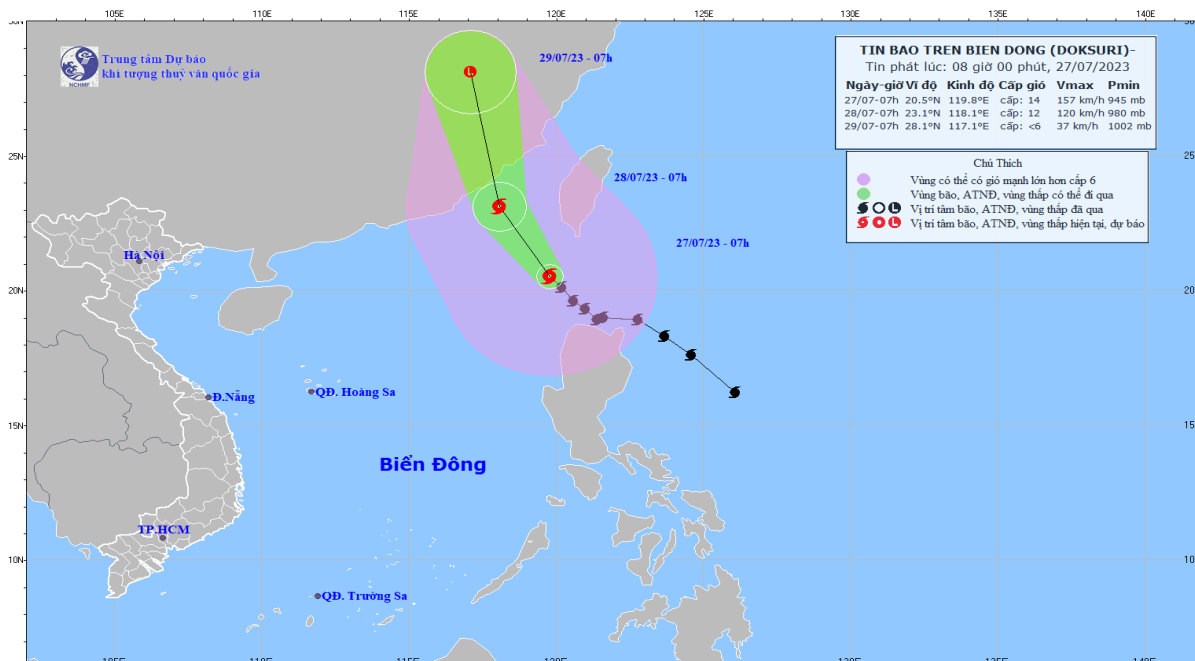 Trung tâm Dự báo
khí tượng thuỷ văn quốc gia
NCHMF
TIN BAO TREN BIEN DONG (DOKSURI)-
Tin phát lúc: 08 giờ 00 phút, 27/07/2023
Ngày-giờ Vĩ độ Kinh độ Cấp gió Vmax Pmin
27/07-07h 20.5°N 119.8°E cấp: 14 157 km/h 945 mb
28/07-07h 23.1°N 118.1°E cấp: 12 120 km/h 980 mb
29/07-07h 28.1°N 117.1°E cấp: <6 37 km/h 1002 mb
Chú Thích
Vùng có thể có gió mạnh lớn hơn cấp 6
Vùng bão, ATNĐ, vùng thấp có thể đi qua
Vị trí tâm bão, ATNĐ, vùng thấp đã qua
Vị trí tâm bão, ATNĐ, vùng thấp hiện tại, dự báo
105E 110E 115E 120E 125E 130E 135E 140E
29/07/23 - 07h
L
25N
28/07/23 - 07h
27/07/23 - 07h
Hà Nội
20N
QĐ. Hoàng Sa
Đ.Nẵng
15N
Biển Đông
TP.HCM
10N
QĐ. Trường Sa